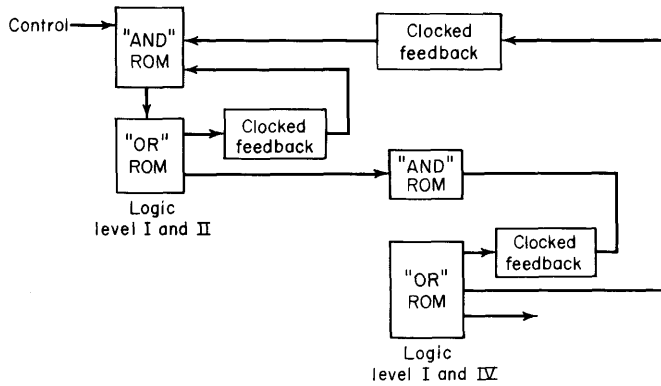 Control
"AND"
ROM
Clocked
feedback
"OR"
ROM
Clocked
feedback
"AND"
ROM
Logic
level I and II
Clocked
feedback
"OR"
ROM
Logic
level I and IV